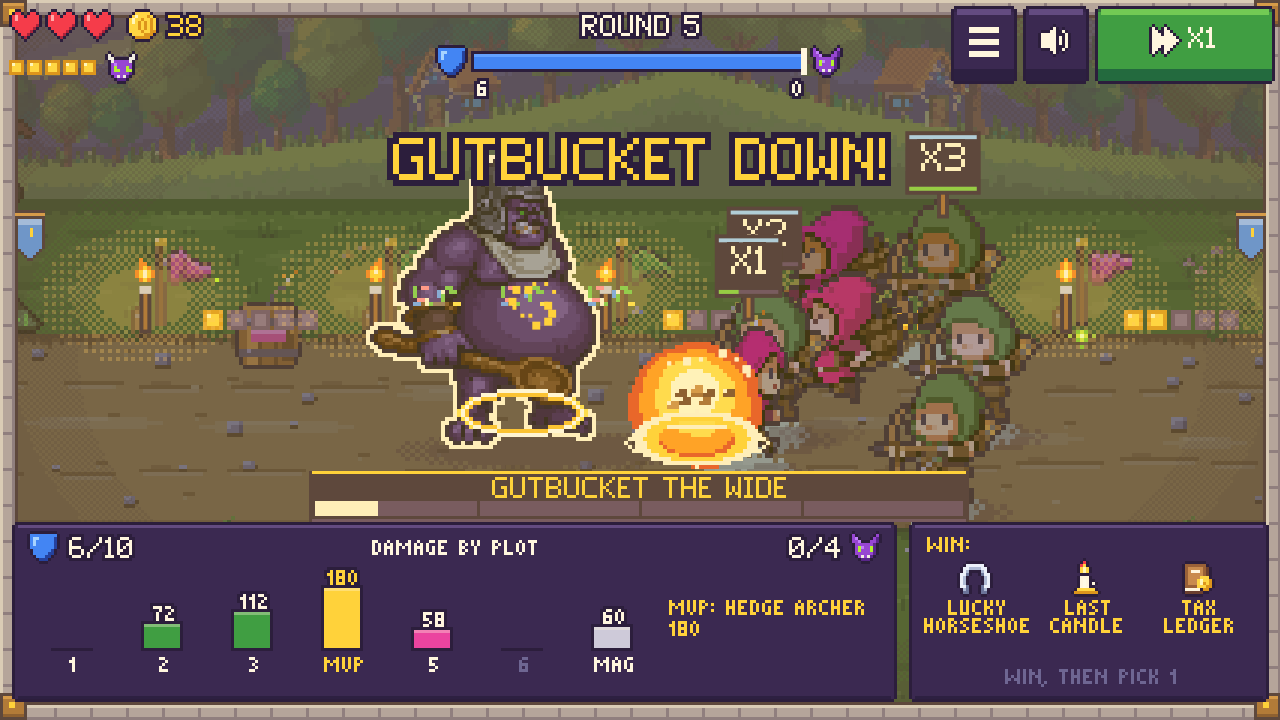 38
ROUND 5
X1
6
0
GUTBUCKET DOWN!
X3
X1
GUTBUCKET THE WIDE
6/10
DAMAGE BY PLOT
0/4
WIN:
180
72
112
58
60
MVP: HEDGE ARCHER
180
LUCKY HORSESHOE
LAST CANDLE
TAX LEDGER
1
2
3
MVP
5
6
MAG
WIN, THEN PICK 1